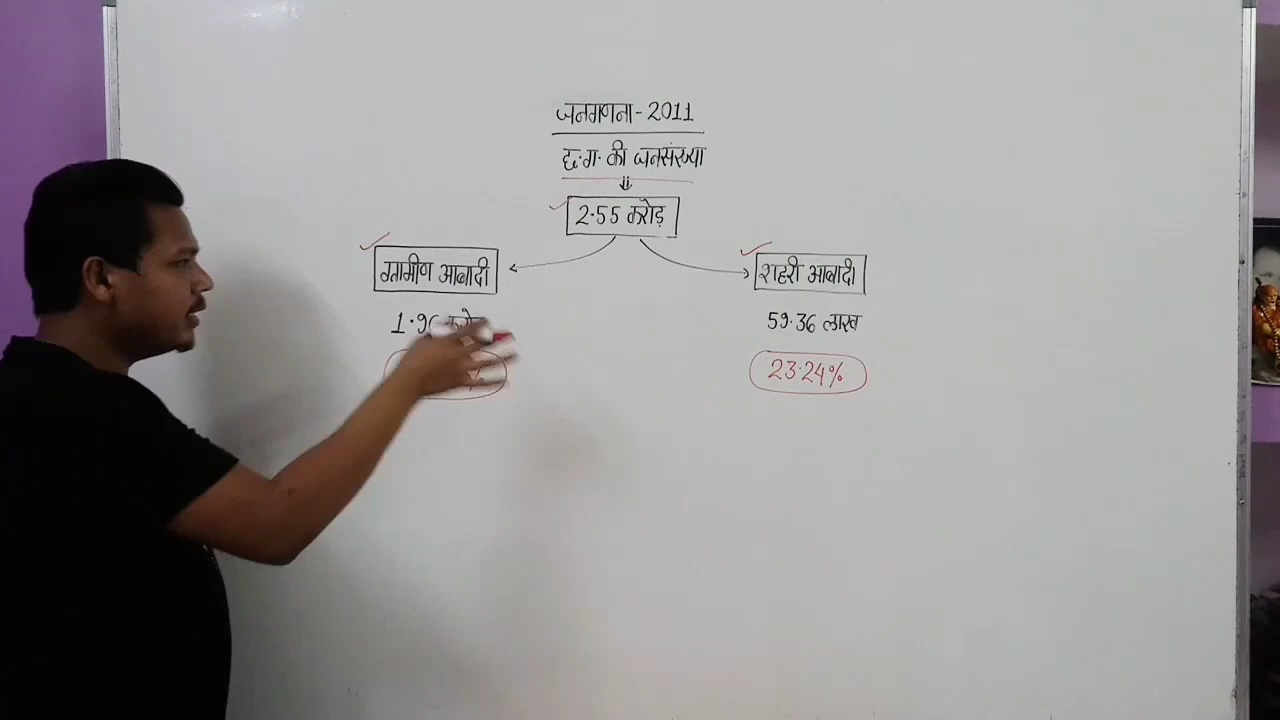 जनगणना - 2011
छ.ग. की जनसंख्या
2.55 करोड़
ग्रामीण आबादी
शहरी आबादी
59.36 लाख
23.24%